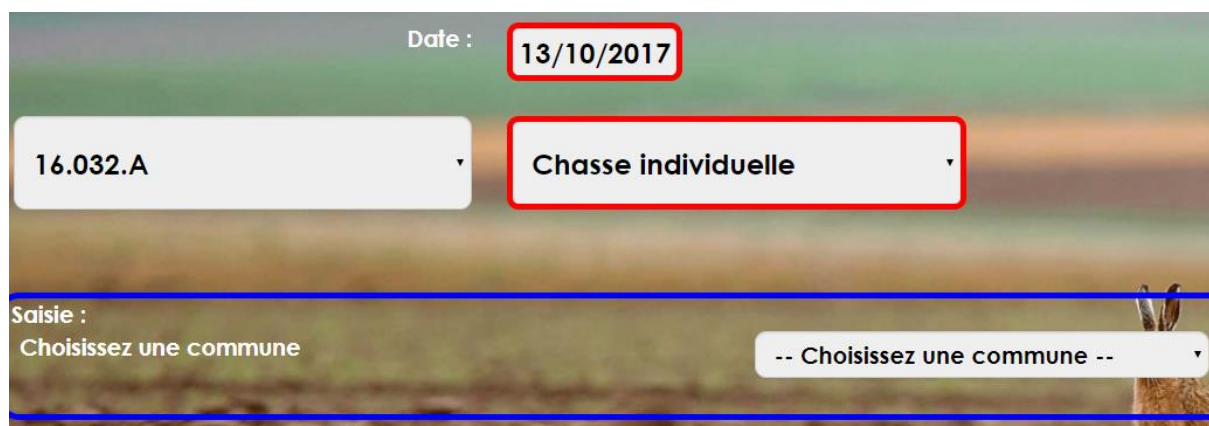 Date :
13/10/2017
16.032.A
Chasse individuelle
Saisie :
Choisissez une commune
-- Choisissez une commune --